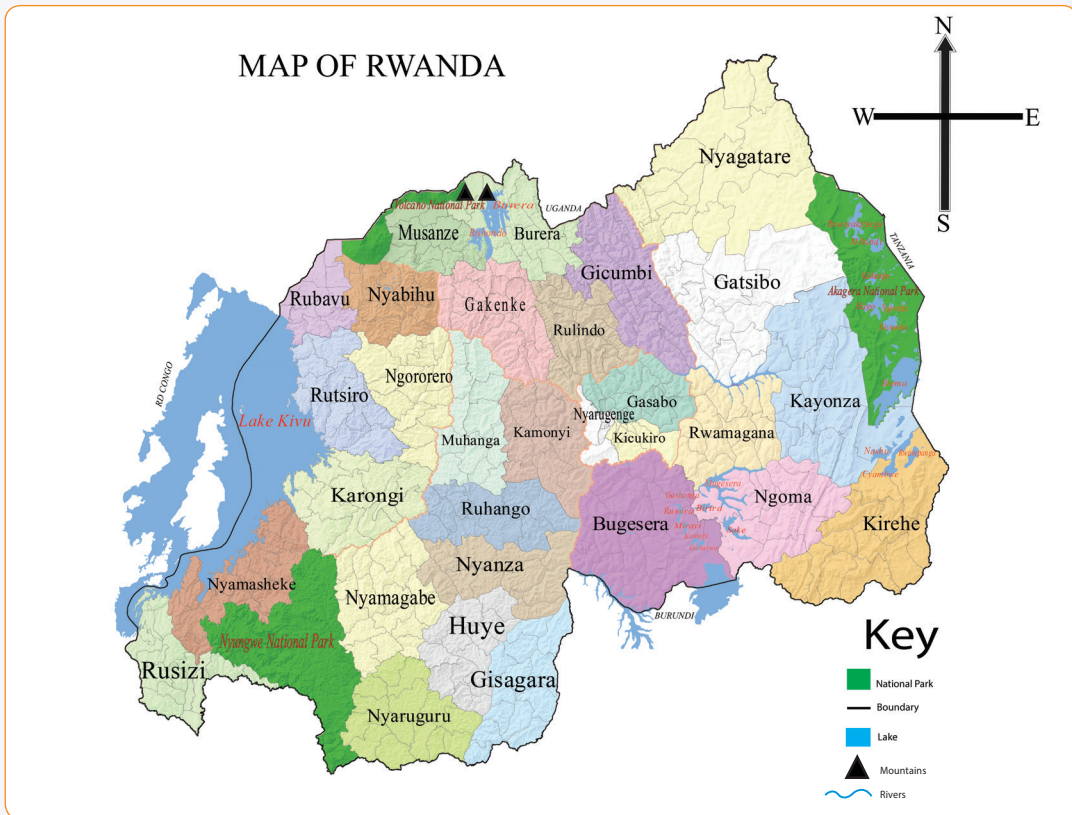 MAP OF RWANDA
N
W
E
S
Nyagatare
Volcano National Park
Burera
UGANDA
TANZANIA
Musanze
Ruhondo
Burera
Gicumbi
Gatsibo
Rubavu
Nyabihu
Gakenke
Akagera National Park
Rulindo
RD CONGO
Ngororero
Rutsiro
Gasabo
Kayonza
Lake Kivu
Nyarugenge
Muhanga
Kamonyi
Kicukiro
Rwamagana
Karongi
Ruhango
Ngoma
Bugesera
Kirehe
Nyanza
Nyamasheke
Nyamagabe
BURUNDI
Huye
Nyungwe National Park
Rusizi
Gisagara
Nyaruguru
Key
National Park
Boundary
Lake
Mountains
Rivers